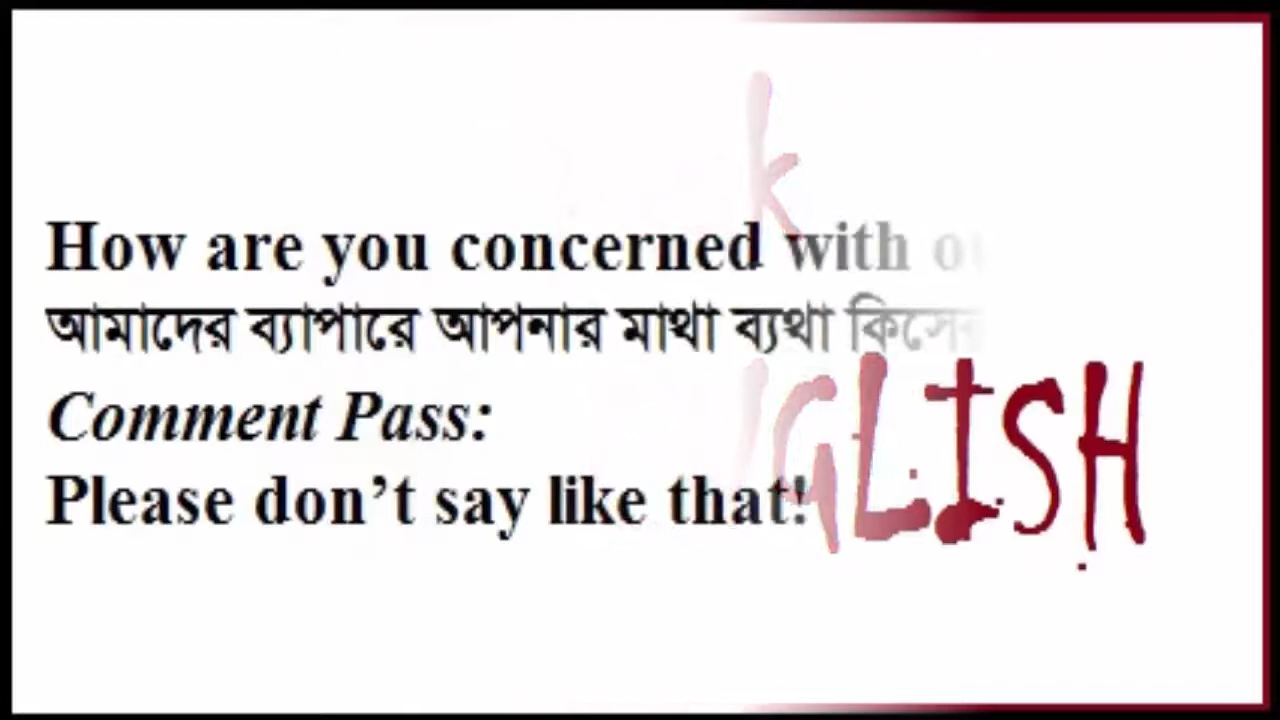 k
How are you concerned with
আমাদের ব্যাপারে আপনার মাথা ব্যথা
Comment Pass:
GLISH
Please don’t say like that!